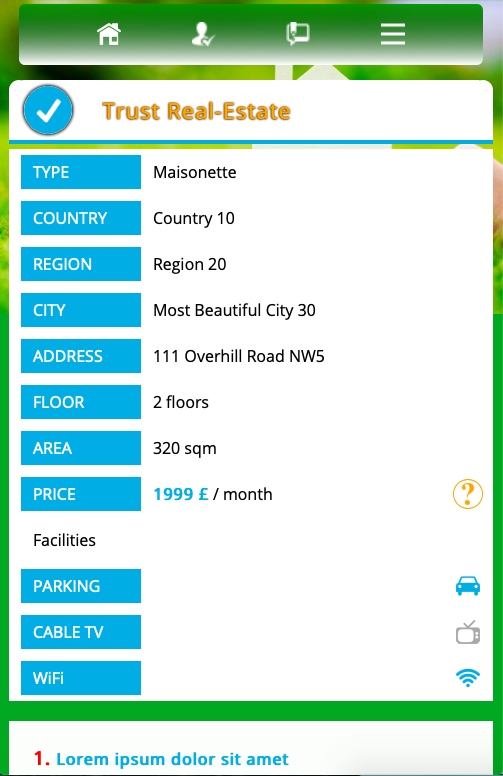 Trust Real-Estate
TYPE Maisonette
COUNTRY Country 10
REGION Region 20
CITY Most Beautiful City 30
ADDRESS 111 Overhill Road NW5
FLOOR 2 floors
AREA 320 sqm
PRICE 1999 £ / month ?
Facilities
PARKING
CABLE TV
WiFi
1. Lorem ipsum dolor sit amet